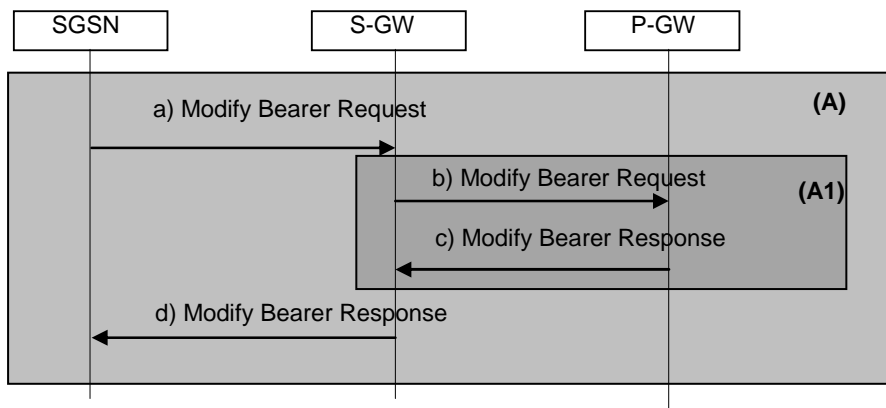 SGSN
S-GW
P-GW
(A)
a) Modify Bearer Request
b) Modify Bearer Request
(A1)
c) Modify Bearer Response
d) Modify Bearer Response